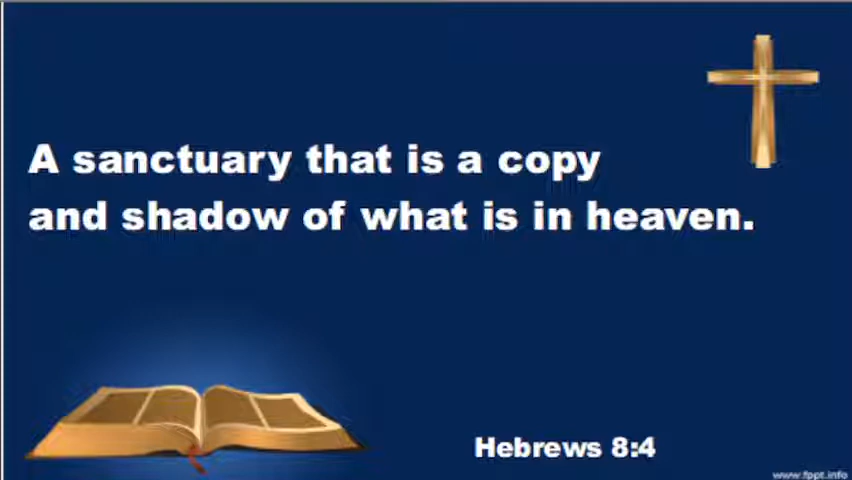 A sanctuary that is a copy
and shadow of what is in heaven.
Hebrews 8:4
www.fppt.info